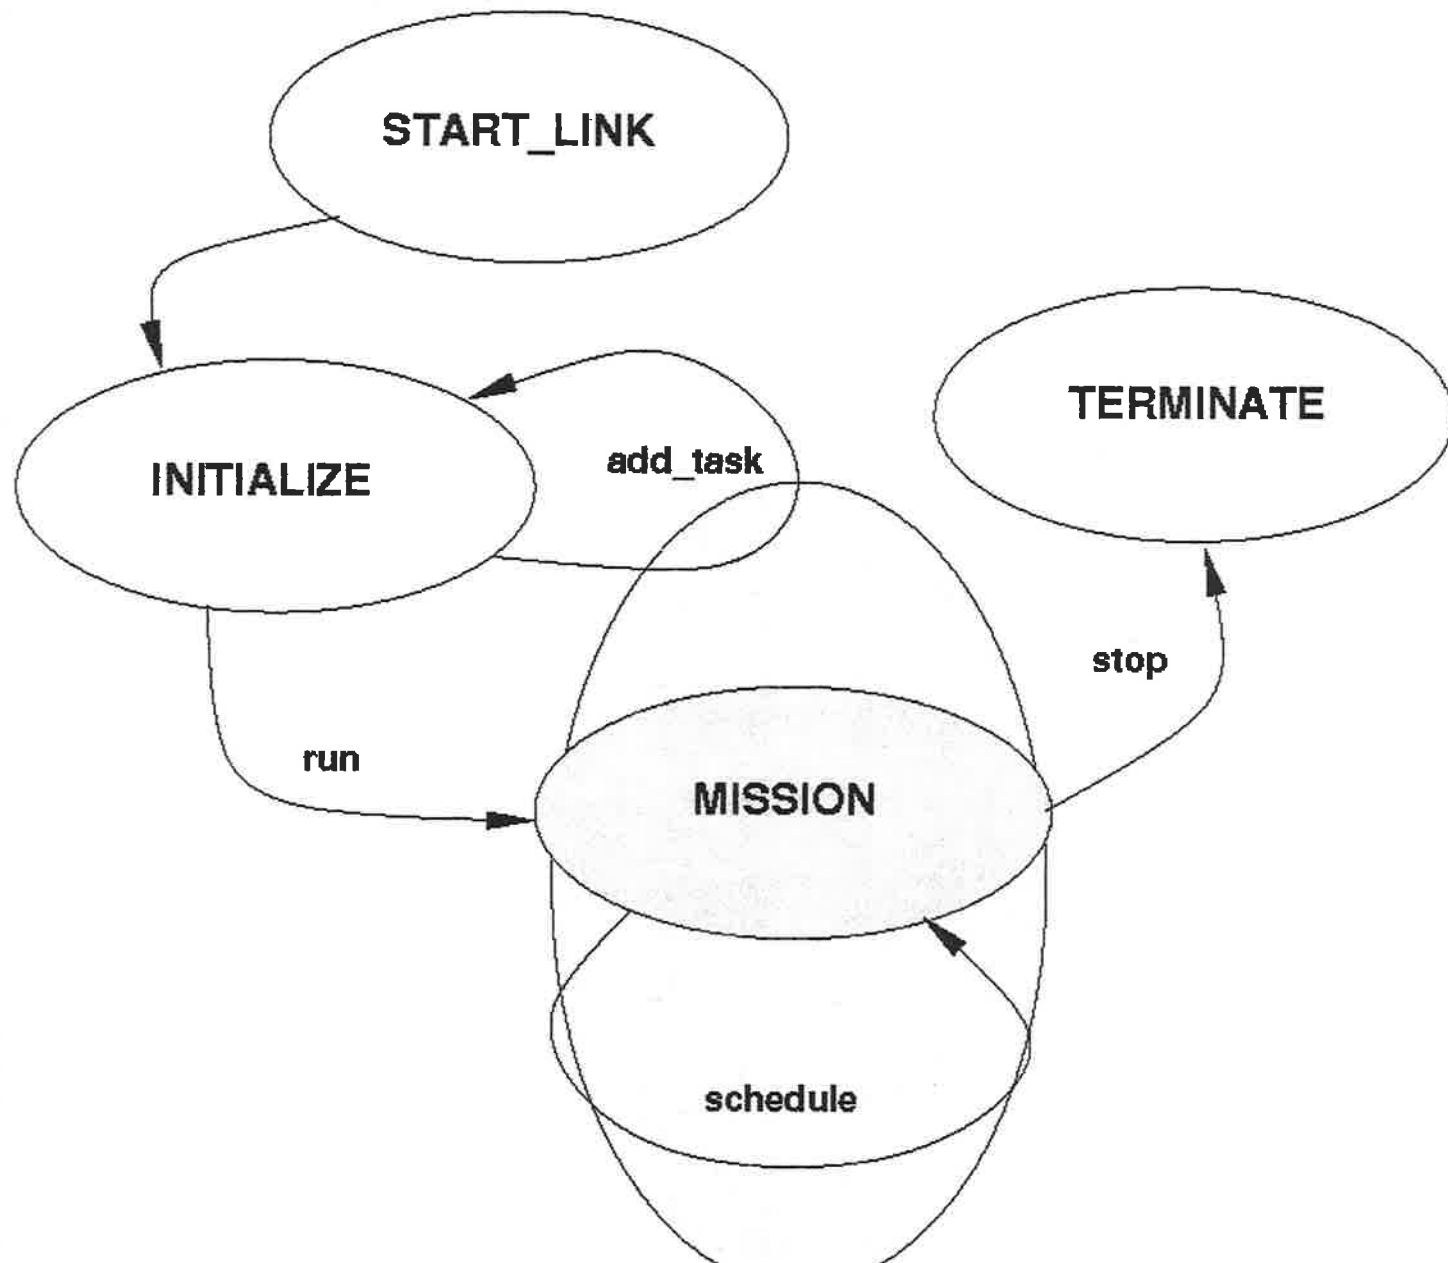 START_LINK
TERMINATE
INITIALIZE
add_task
stop
run
MISSION
schedule